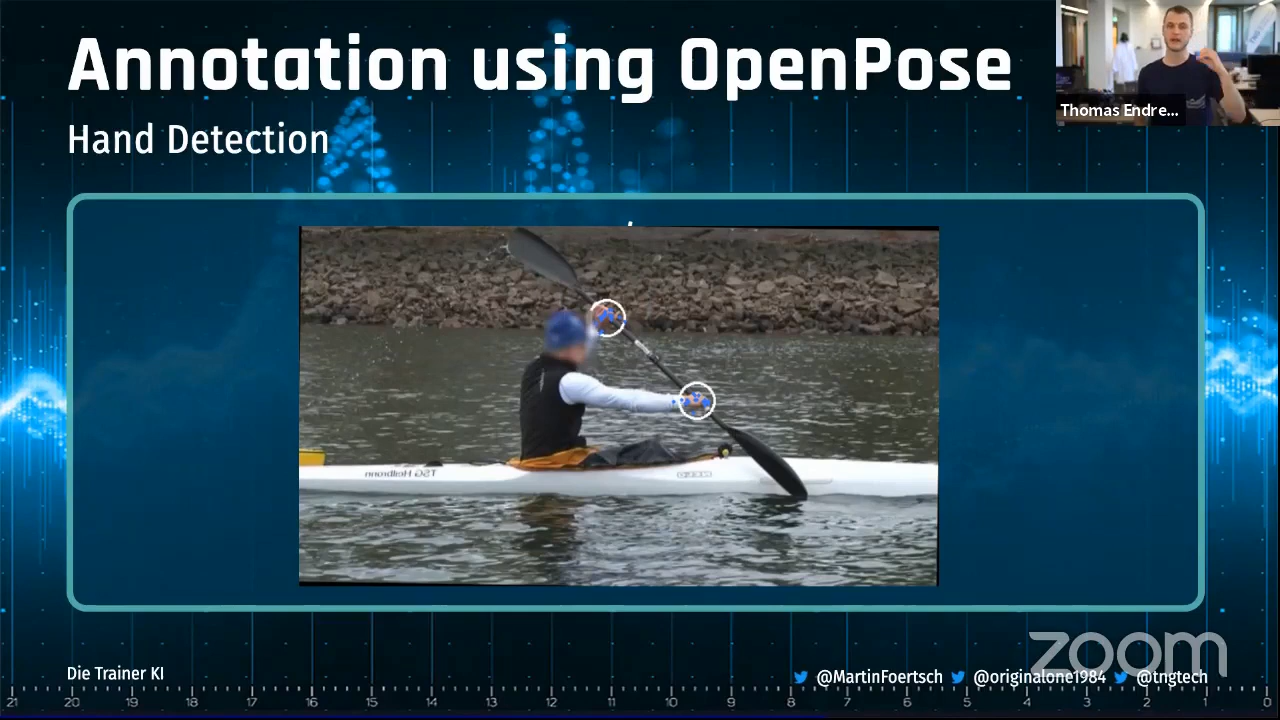 Annotation using OpenPose
Hand Detection
Thomas Endre...
TSG Heilbronn
Die Trainer KI
@MartinFoertsch @originalone1984 @tngtech
zoom
21 20 19 18 17 16 15 14 13 12 11 10 9 8 7 6 5 4 3 2 1 0